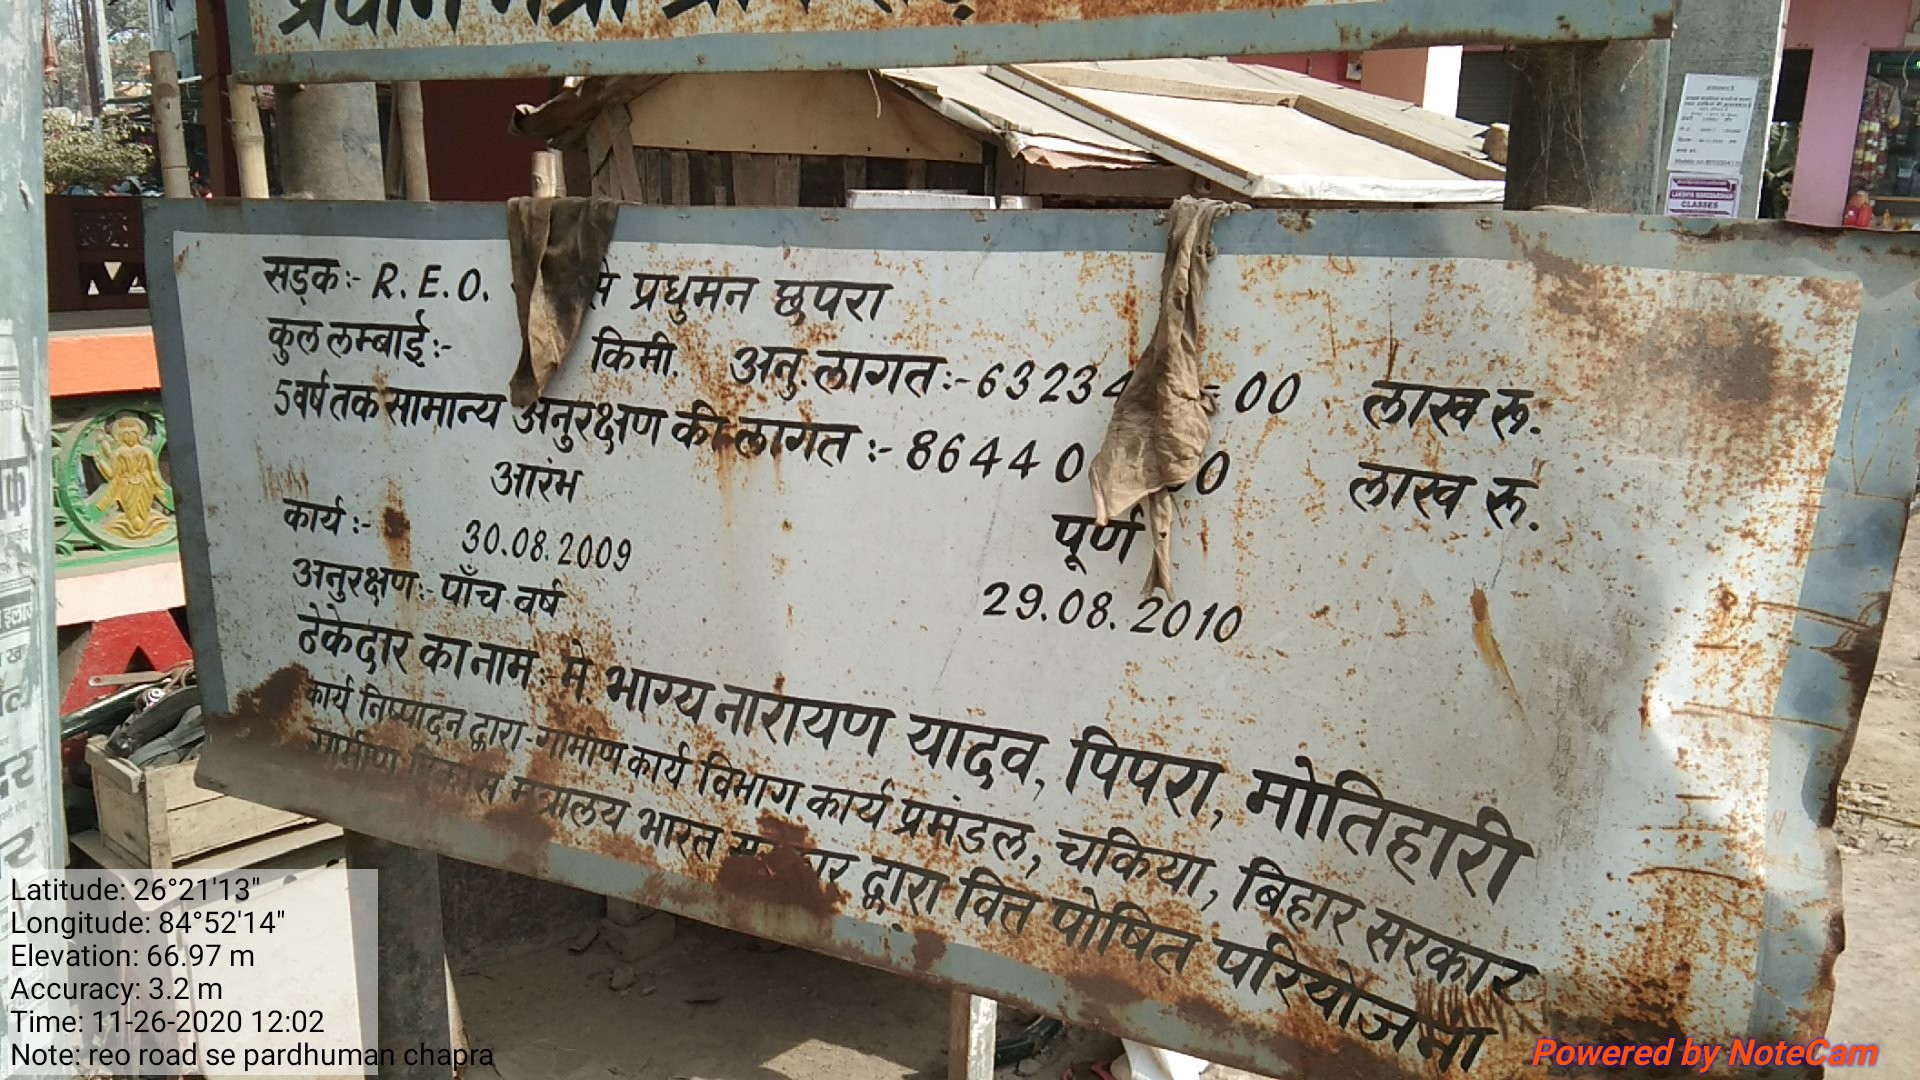 सड़क :- R. E. O. से प्रधुमन छपरा
कुल लम्बाई :- किमी. अनु. लागत :- 63234 = 00 लाख रू.
5 वर्ष तक सामान्य अनुरक्षण की लागत :- 86440 0 लाख रू.
आरंभ पूर्ण
कार्य :- 30.08.2009 29.08.2010
अनुरक्षण :- पाँच वर्ष
ठेकेदार का नाम : मे भाग्य नारायण यादव, पिपरा, मोतिहारी
कार्य निष्पादन द्वारा - ग्रामीण कार्य विभाग कार्य प्रमंडल, चकिया, बिहार सरकार
ग्रामीण विकास मंत्रालय भारत सरकार द्वारा वित्त पोषित परियोजना
CLASSES
Latitude: 26°21'13"
Longitude: 84°52'14"
Elevation: 66.97 m
Accuracy: 3.2 m
Time: 11-26-2020 12:02
Note: reo road se pardhuman chapra
Powered by NoteCam